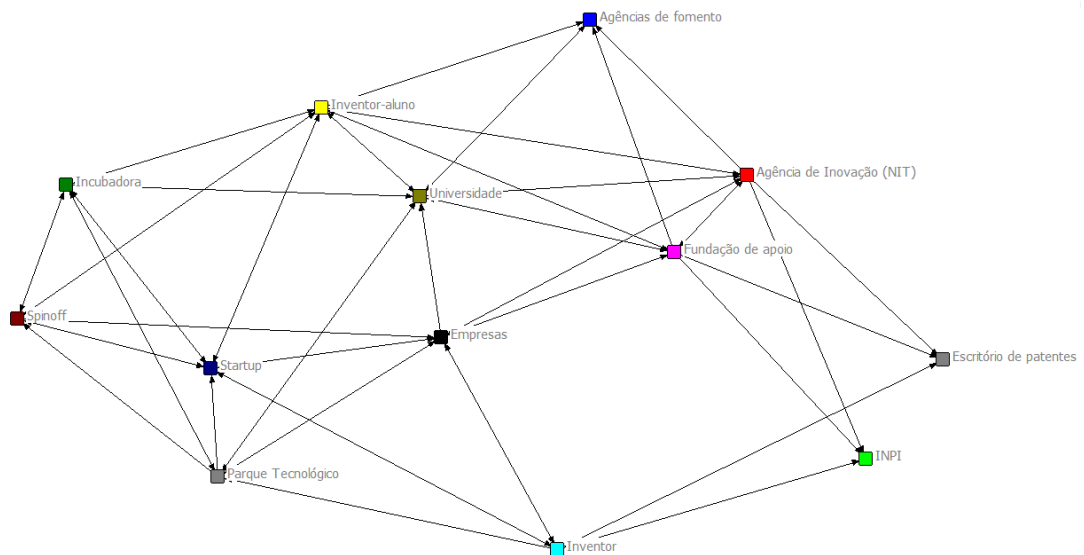 Agências de fomento
Inventor-aluno
Agência de Inovação (NIT)
Incubadora
Universidade
Fundação de apoio
Spinoff
Empresas
Startup
Escritório de patentes
INPI
Parque Tecnológico
Inventor